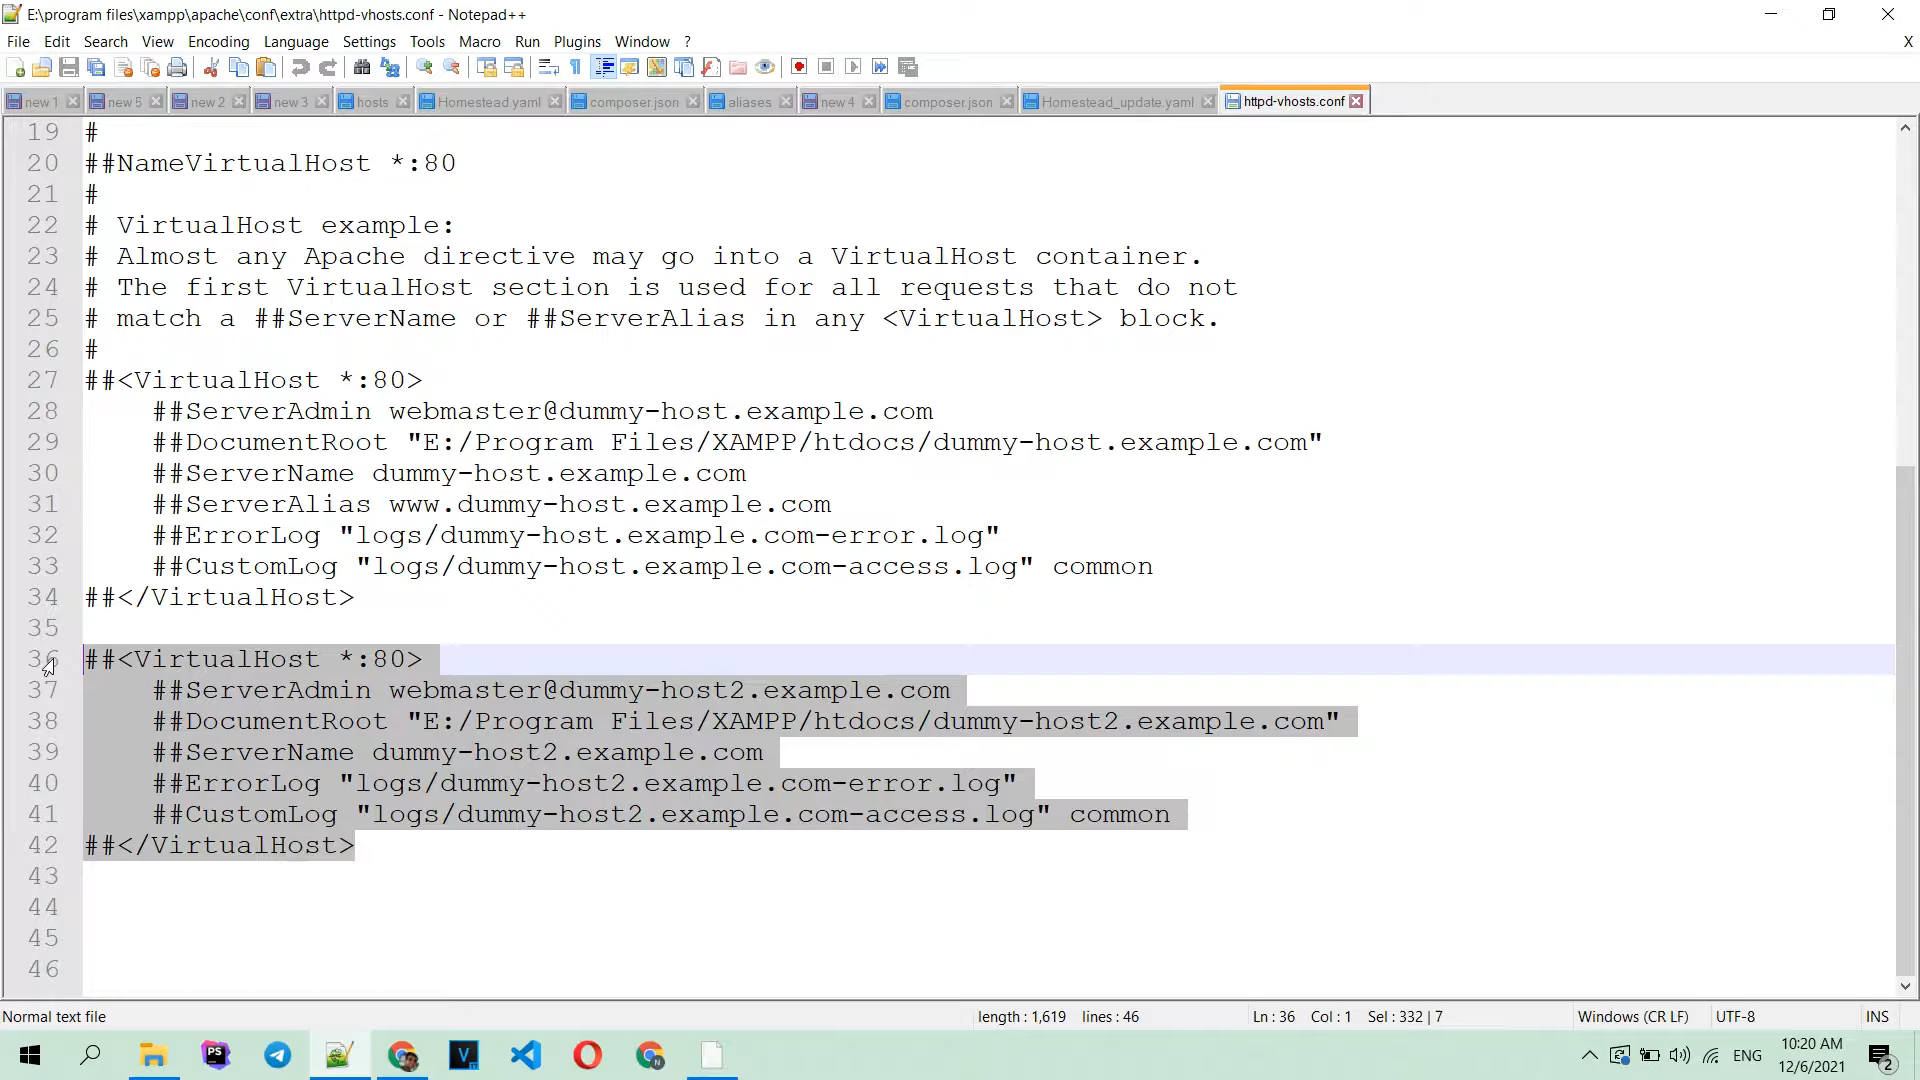 E:\program files\xampp\apache\conf\extra\httpd-vhosts.conf - Notepad++
File Edit Search View Encoding Language Settings Tools Macro Run Plugins Window ? X
new 1 new 5 new 2 new 3 hosts Homestead.yaml composer.json aliases new 4 composer.json Homestead_update.yaml httpd-vhosts.conf
19 #
20 ##NameVirtualHost *:80
21 #
22 # VirtualHost example:
23 # Almost any Apache directive may go into a VirtualHost container.
24 # The first VirtualHost section is used for all requests that do not
25 # match a ##ServerName or ##ServerAlias in any <VirtualHost> block.
26 #
27 ##<VirtualHost *:80>
28 ##ServerAdmin webmaster@dummy-host.example.com
29 ##DocumentRoot "E:/Program Files/XAMPP/htdocs/dummy-host.example.com"
30 ##ServerName dummy-host.example.com
31 ##ServerAlias www.dummy-host.example.com
32 ##ErrorLog "logs/dummy-host.example.com-error.log"
33 ##CustomLog "logs/dummy-host.example.com-access.log" common
34 ##</VirtualHost>
35
36 ##<VirtualHost *:80>
37 ##ServerAdmin webmaster@dummy-host2.example.com
38 ##DocumentRoot "E:/Program Files/XAMPP/htdocs/dummy-host2.example.com"
39 ##ServerName dummy-host2.example.com
40 ##ErrorLog "logs/dummy-host2.example.com-error.log"
41 ##CustomLog "logs/dummy-host2.example.com-access.log" common
42 ##</VirtualHost>
43
44
45
46
Normal text file length : 1,619 lines : 46 Ln : 36 Col : 1 Sel : 332 | 7 Windows (CR LF) UTF-8 INS
PS V N ENG 10:20 AM
12/6/2021 2